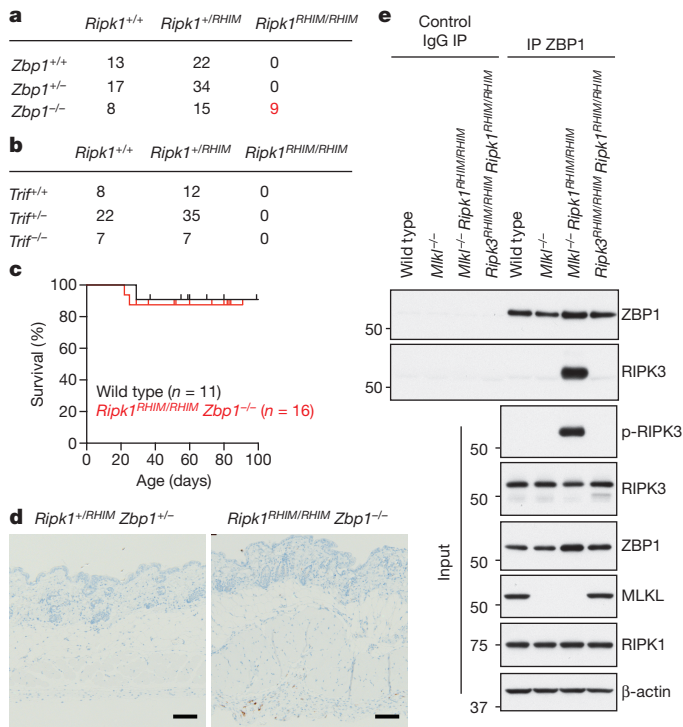 a
Ripk1+/+ Ripk1+/RHIM Ripk1RHIM/RHIM
Zbp1+/+ 13 22 0
Zbp1+/− 17 34 0
Zbp1−/− 8 15 9
b
Ripk1+/+ Ripk1+/RHIM Ripk1RHIM/RHIM
Trif+/+ 8 12 0
Trif+/− 22 35 0
Trif−/− 7 7 0
c
Survival (%)
100
80
60
40
20
0
Wild type (n = 11)
Ripk1RHIM/RHIM Zbp1−/− (n = 16)
0 20 40 60 80 100
Age (days)
d
Ripk1+/RHIM Zbp1+/−
Ripk1RHIM/RHIM Zbp1−/−
e
Control
IgG IP
IP ZBP1
Wild type
Mlkl−/−
Mlkl−/− Ripk1RHIM/RHIM
Ripk3RHIM/RHIM Ripk1RHIM/RHIM
Wild type
Mlkl−/−
Mlkl−/− Ripk1RHIM/RHIM
Ripk3RHIM/RHIM Ripk1RHIM/RHIM
50 ZBP1
50 RIPK3
Input
50 p-RIPK3
50 RIPK3
50 ZBP1
50 MLKL
75 RIPK1
37 β-actin